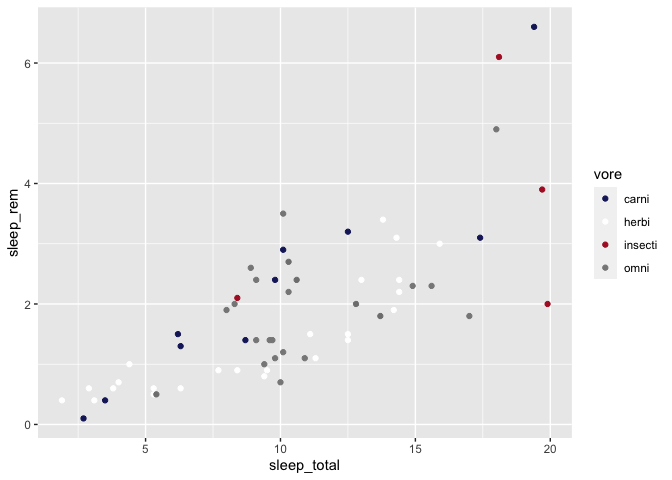 6
4
2
0
sleep_rem
5
10
15
20
sleep_total
vore
carni
herbi
insecti
omni